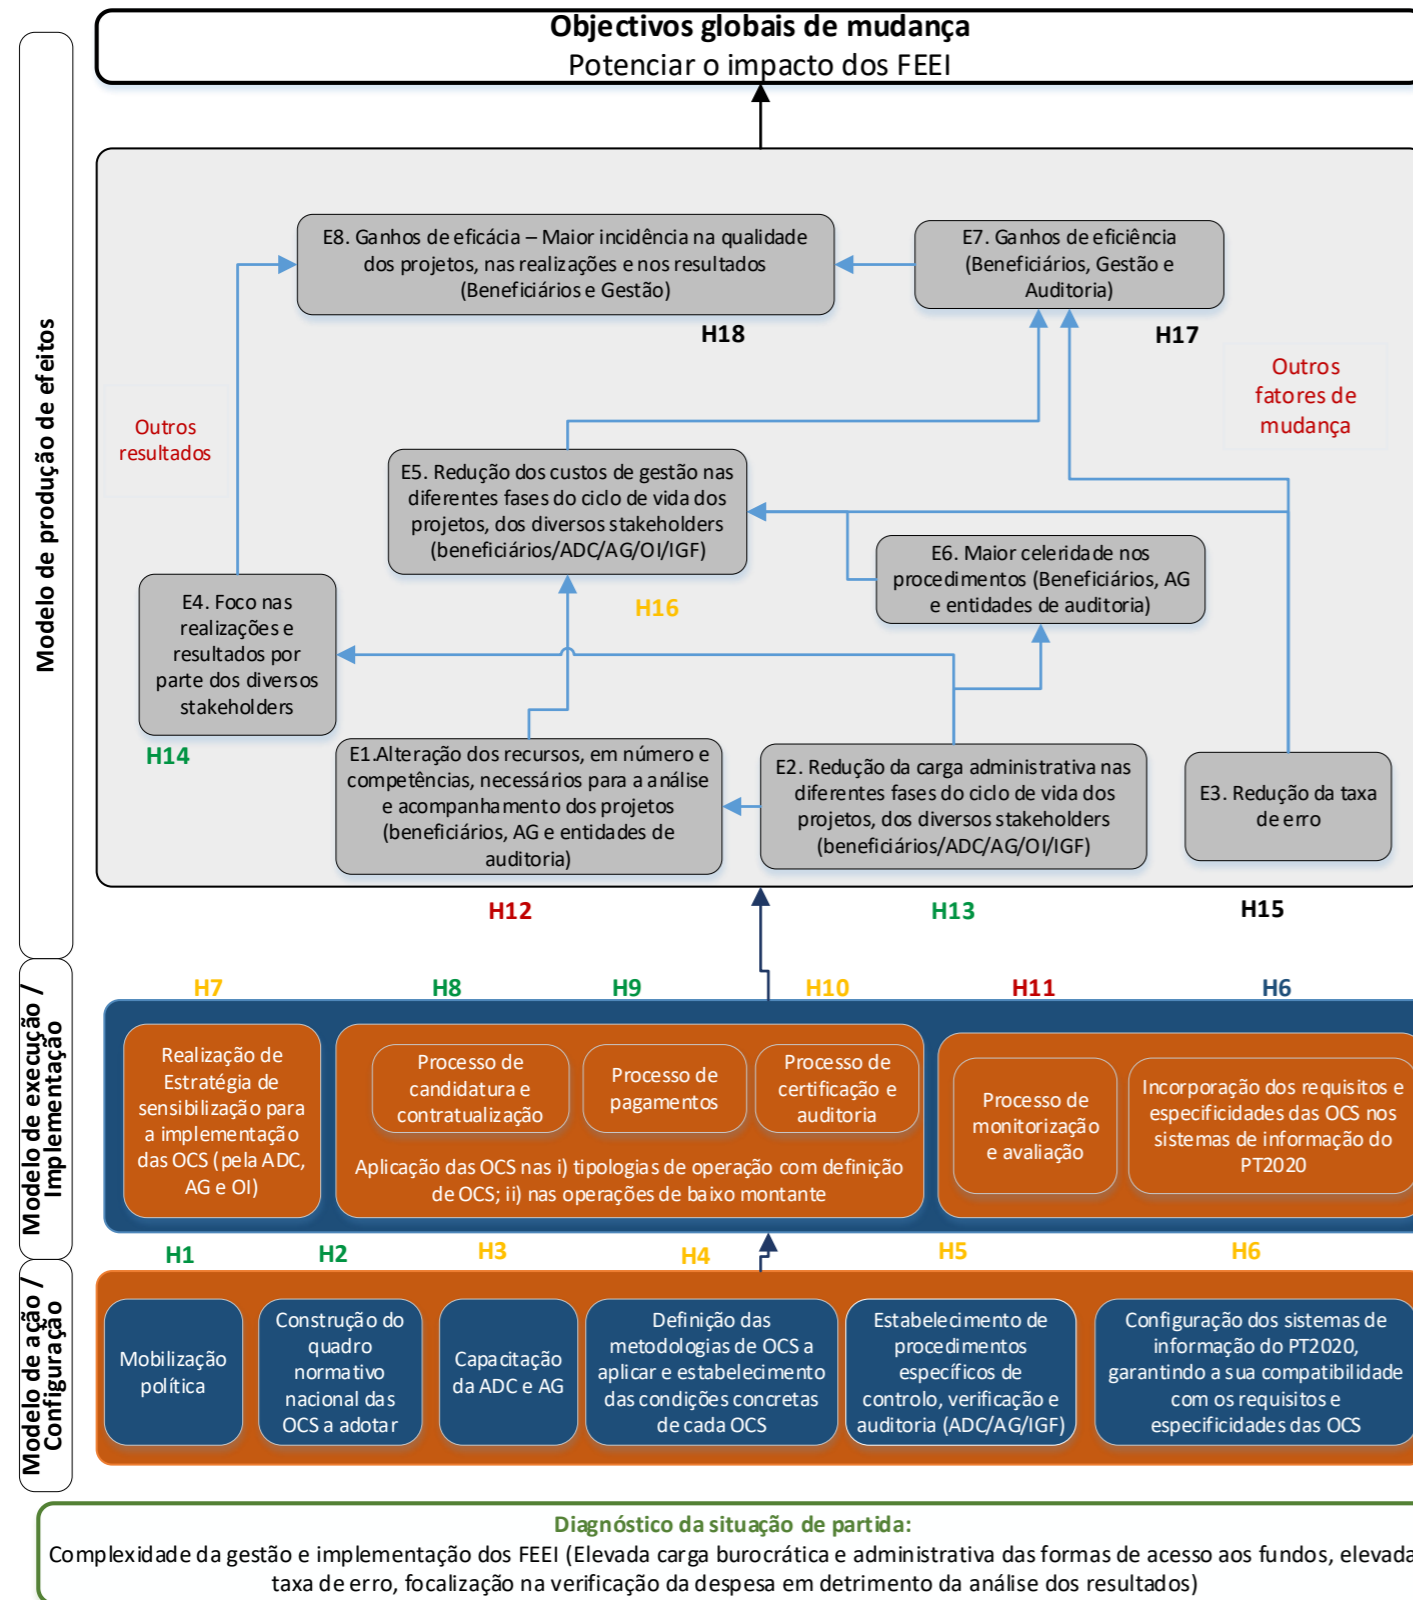 Objectivos globais de mudança
Potenciar o impacto dos FEEI
Modelo de produção de efeitos
E8. Ganhos de eficácia – Maior incidência na qualidade
dos projetos, nas realizações e nos resultados
(Beneficiários e Gestão)
E7. Ganhos de eficiência
(Beneficiários, Gestão e
Auditoria)
H18
H17
Outros
resultados
Outros
fatores de
mudança
E5. Redução dos custos de gestão nas
diferentes fases do ciclo de vida dos
projetos, dos diversos stakeholders
(beneficiários/ADC/AG/OI/IGF)
E6. Maior celeridade nos
procedimentos (Beneficiários, AG
e entidades de auditoria)
H16
E4. Foco nas
realizações e
resultados por
parte dos diversos
stakeholders
H14
E1.Alteração dos recursos, em número e
competências, necessários para a análise
e acompanhamento dos projetos
(beneficiários, AG e entidades de
auditoria)
E2. Redução da carga administrativa nas
diferentes fases do ciclo de vida dos
projetos, dos diversos stakeholders
(beneficiários/ADC/AG/OI/IGF)
E3. Redução da taxa
de erro
H12
H13
H15
Modelo de execução /
Implementação
H7
H8
H9
H10
H11
H6
Realização de
Estratégia de
sensibilização para
a implementação
das OCS (pela ADC,
AG e OI)
Processo de
candidatura e
contratualização
Processo de
pagamentos
Processo de
certificação e
auditoria
Aplicação das OCS nas i) tipologias de operação com definição
de OCS; ii) nas operações de baixo montante
Processo de
monitorização
e avaliação
Incorporação dos requisitos e
especificidades das OCS nos
sistemas de informação do
PT2020
Modelo de ação /
Configuração
H1
H2
H3
H4
H5
H6
Mobilização
política
Construção do
quadro
normativo
nacional das
OCS a adotar
Capacitação
da ADC e AG
Definição das
metodologias de OCS a
aplicar e estabelecimento
das condições concretas
de cada OCS
Estabelecimento de
procedimentos
específicos de
controlo, verificação e
auditoria (ADC/AG/IGF)
Configuração dos sistemas de
informação do PT2020,
garantindo a sua compatibilidade
com os requisitos e
especificidades das OCS
Diagnóstico da situação de partida:
Complexidade da gestão e implementação dos FEEI (Elevada carga burocrática e administrativa das formas de acesso aos fundos, elevada
taxa de erro, focalização na verificação da despesa em detrimento da análise dos resultados)